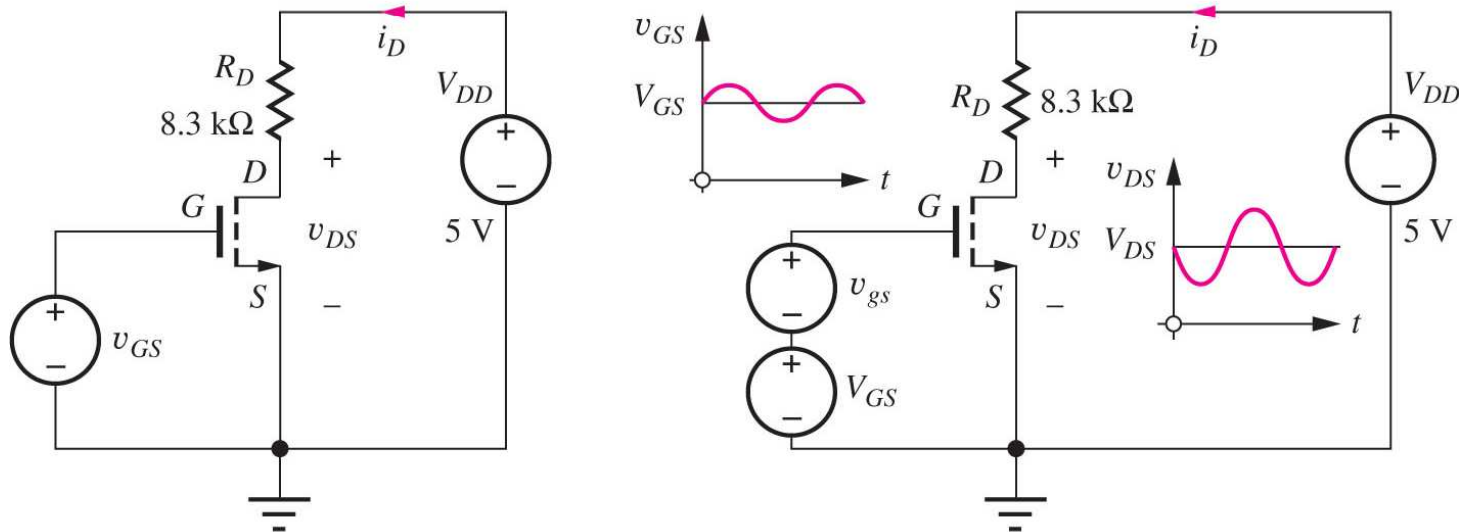 i_D
R_D
8.3 kΩ
V_DD
+
−
5 V
D
+
G
v_DS
S
−
+
−
v_GS
v_GS
V_GS
t
i_D
R_D
8.3 kΩ
V_DD
+
−
5 V
D
+
G
v_DS
S
−
+
v_gs
−
+
V_GS
−
v_DS
V_DS
t